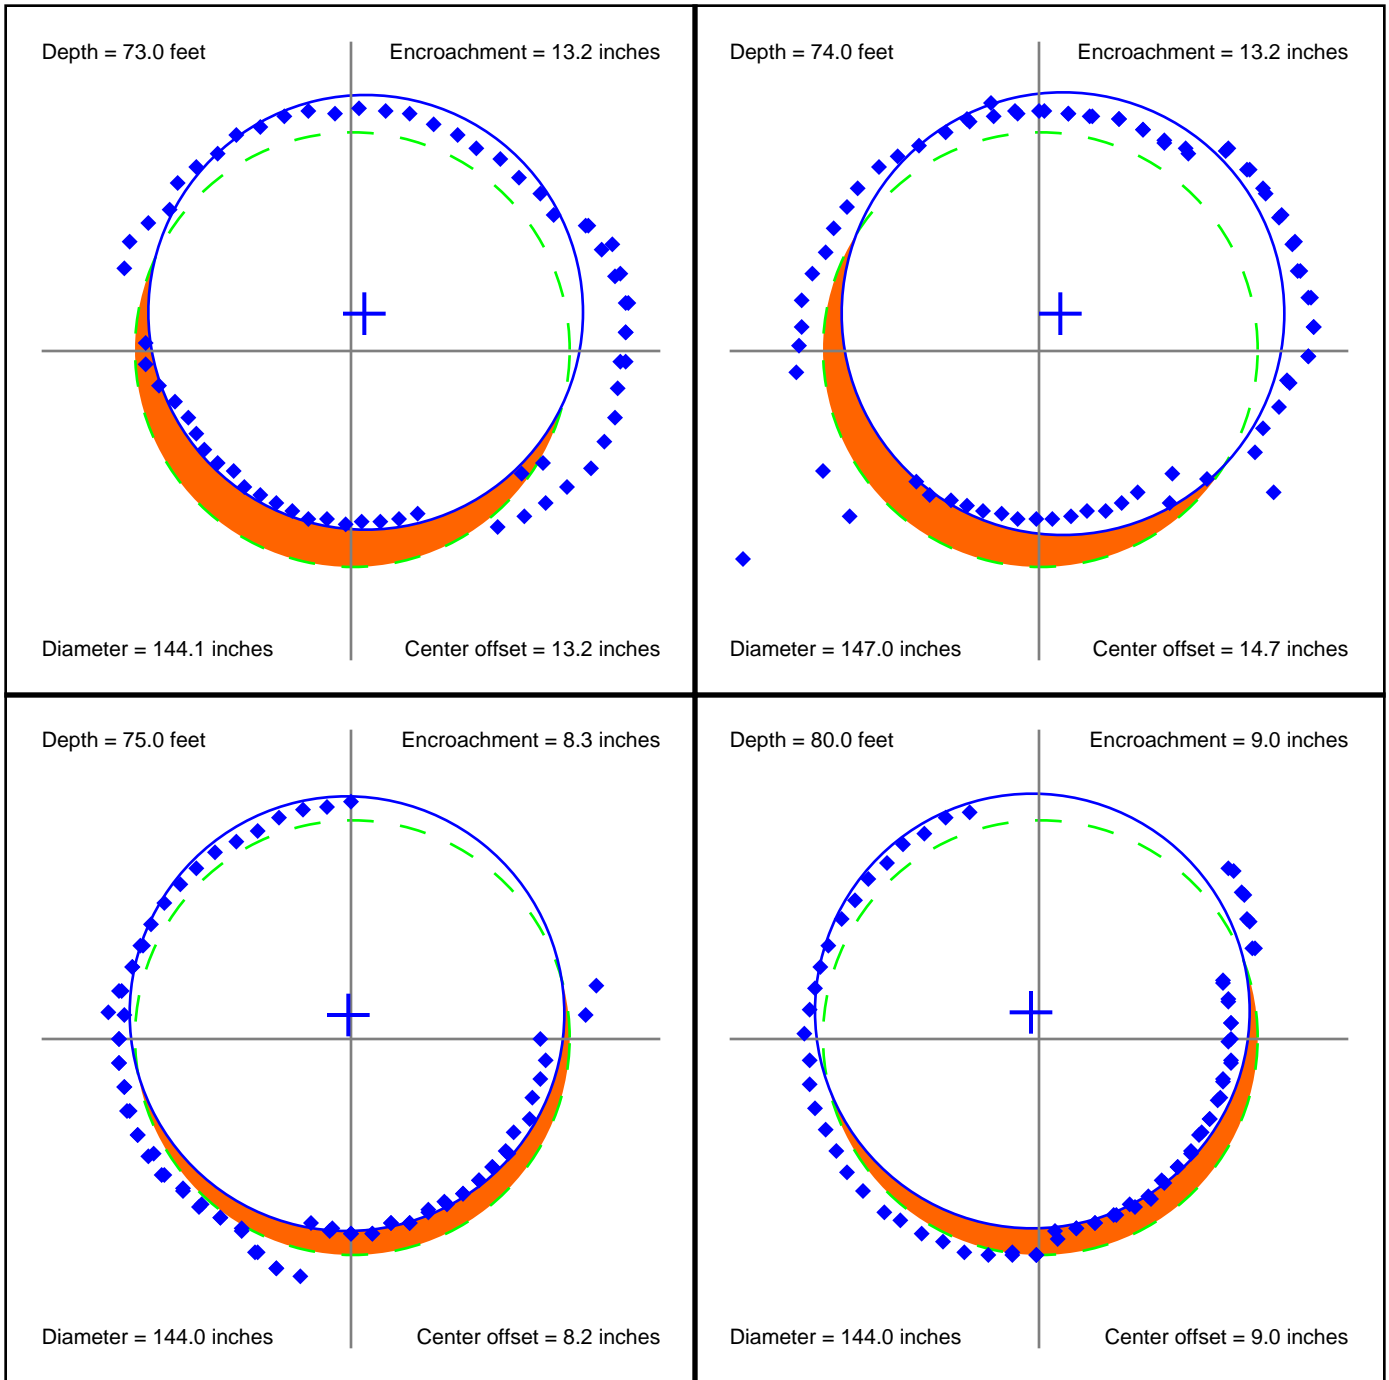 Depth = 73.0 feet
Encroachment = 13.2 inches
Diameter = 144.1 inches
Center offset = 13.2 inches
Depth = 74.0 feet
Encroachment = 13.2 inches
Diameter = 147.0 inches
Center offset = 14.7 inches
Depth = 75.0 feet
Encroachment = 8.3 inches
Diameter = 144.0 inches
Center offset = 8.2 inches
Depth = 80.0 feet
Encroachment = 9.0 inches
Diameter = 144.0 inches
Center offset = 9.0 inches